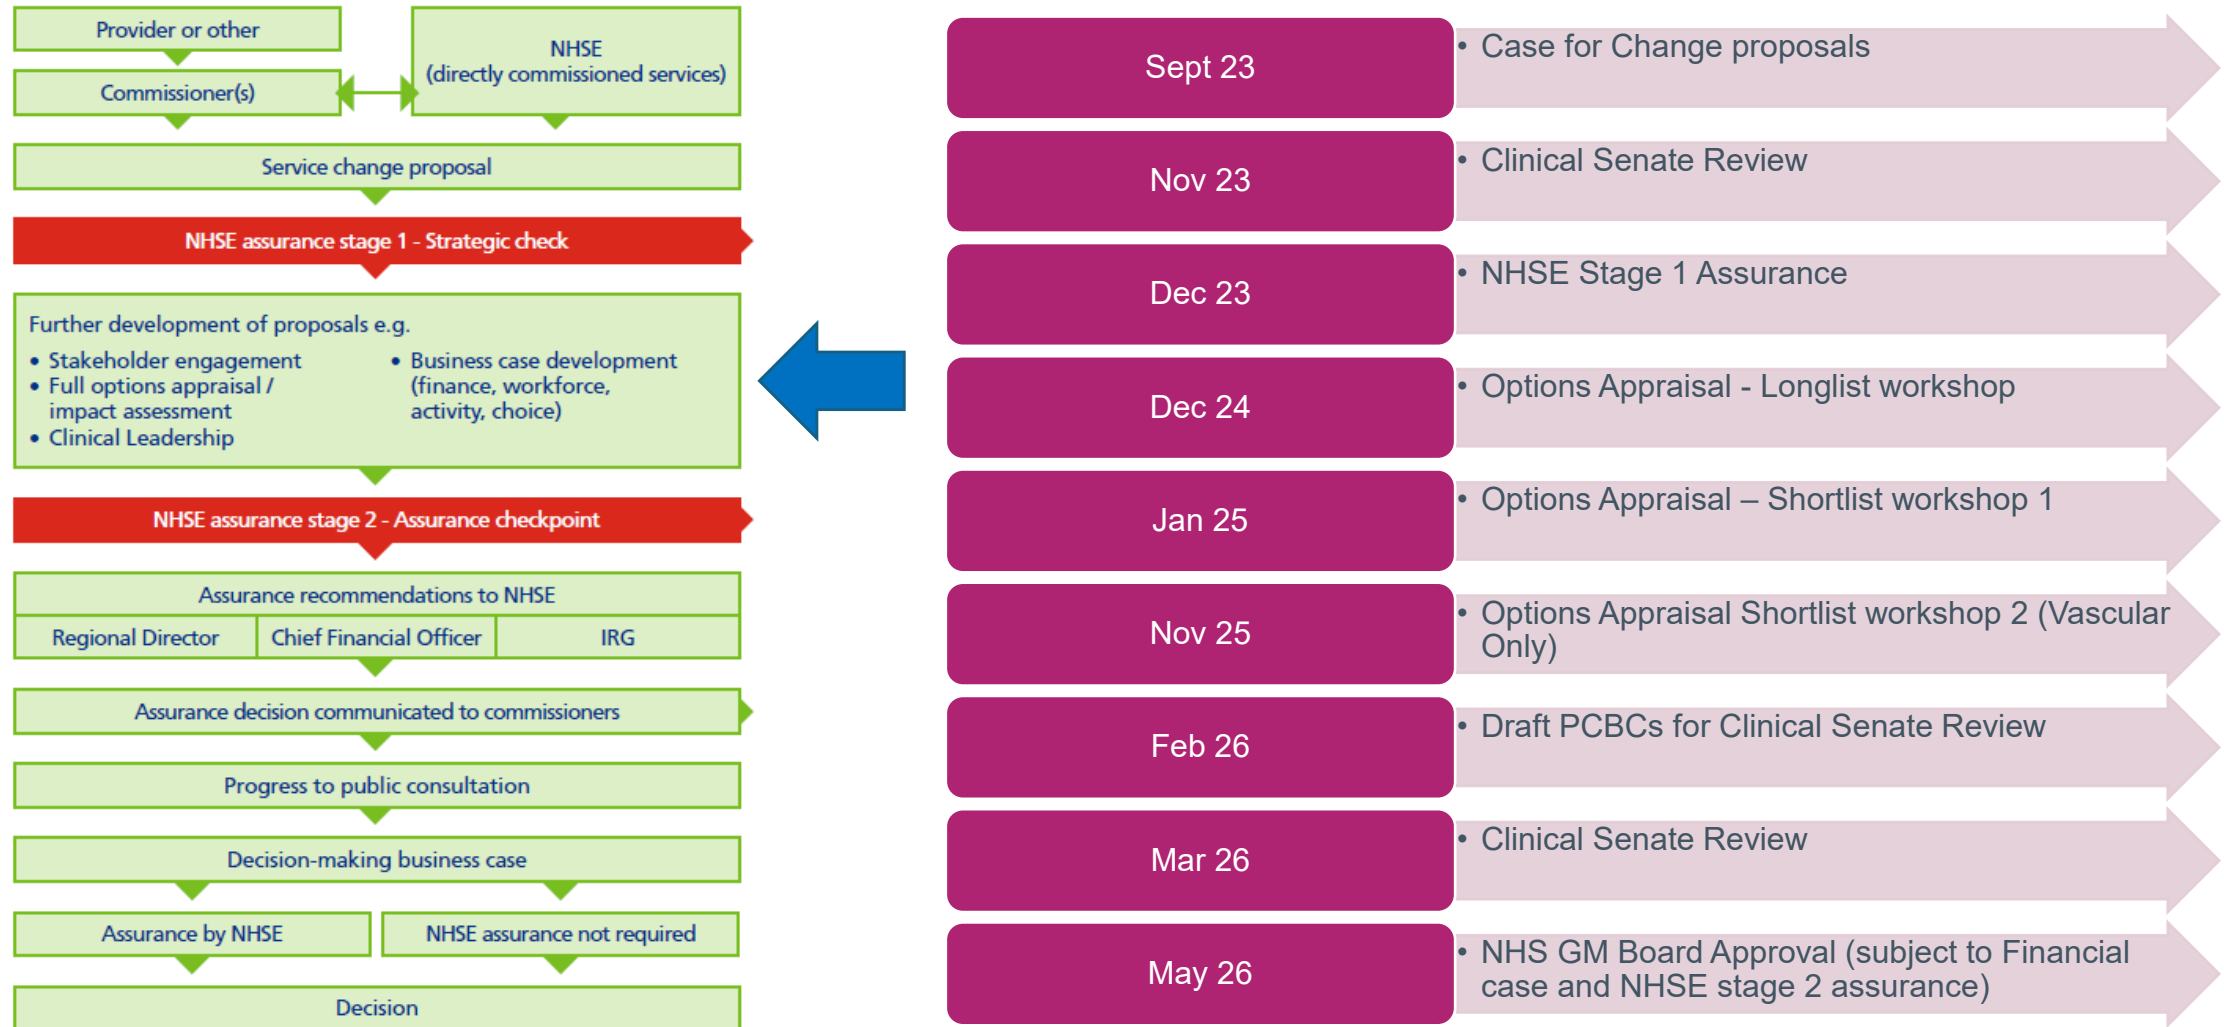 Provider or other
Commissioner(s)
NHSE
(directly commissioned services)
Service change proposal
NHSE assurance stage 1 - Strategic check
Further development of proposals e.g.
• Stakeholder engagement
• Full options appraisal /
impact assessment
• Clinical Leadership
• Business case development
(finance, workforce,
activity, choice)
NHSE assurance stage 2 - Assurance checkpoint
Assurance recommendations to NHSE
Regional Director
Chief Financial Officer
IRG
Assurance decision communicated to commissioners
Progress to public consultation
Decision-making business case
Assurance by NHSE
NHSE assurance not required
Decision
Sept 23
• Case for Change proposals
Nov 23
• Clinical Senate Review
Dec 23
• NHSE Stage 1 Assurance
Dec 24
• Options Appraisal - Longlist workshop
Jan 25
• Options Appraisal – Shortlist workshop 1
Nov 25
• Options Appraisal Shortlist workshop 2 (Vascular
Only)
Feb 26
• Draft PCBCs for Clinical Senate Review
Mar 26
• Clinical Senate Review
May 26
• NHS GM Board Approval (subject to Financial
case and NHSE stage 2 assurance)